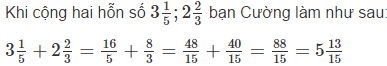 Khi cộng hai hỗn số 3 1/5; 2 2/3 bạn Cường làm như sau:
3 1/5 + 2 2/3 = 16/5 + 8/3 = 48/15 + 40/15 = 88/15 = 5 13/15